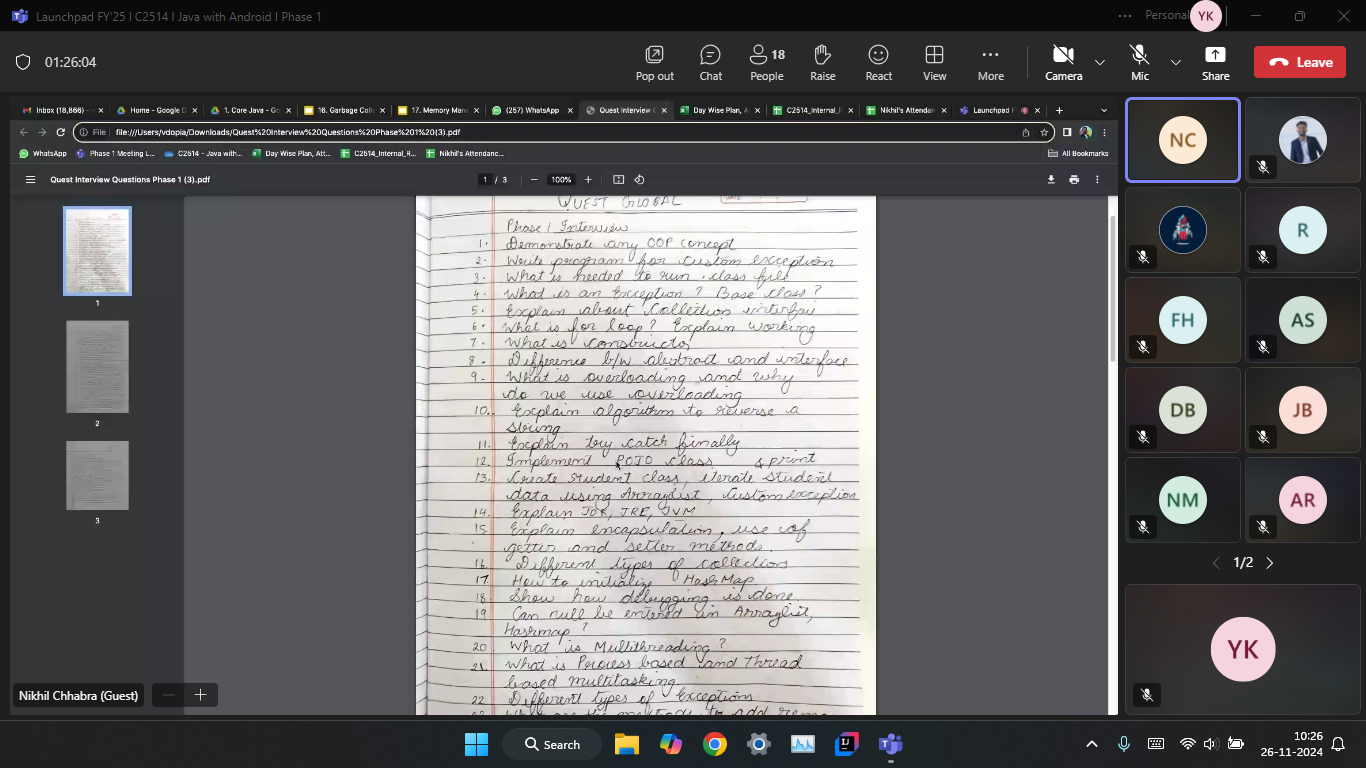 Launchpad FY'25 | C2514 | Java with Android | Phase 1
Personal
YK
01:26:04
Pop out
Chat
18
People
Raise
React
View
More
Camera
Mic
Share
Leave
Inbox (18,866) -
Home - Google D
1. Core Java - Go
16. Garbage Coll
17. Memory Man
(257) WhatsApp
Quest Interview C
Day Wise Plan, A
C2514_Internal_F
Nikhil's Attendan
Launchpad F
File
file:///Users/vdopia/Downloads/Quest%20Interview%20Questions%20Phase%201%20(3).pdf
WhatsApp
Phase 1 Meeting L...
C2514 - Java with...
Day Wise Plan, Att...
C2514_Internal_R...
Nikhil's Attendanc...
All Bookmarks
Quest Interview Questions Phase 1 (3).pdf
1 / 3
100%
1
2
3
QUEST GLOBAL
Phase 1 Interview
1. Demonstrate any OOP concept
2. Write program for custom exception
3. What is needed to run .class file
4. What is an Exception? Base class?
5. Explain about Collection interfay
6. What is for loop? Explain working
7. What is constructor
8. Difference b/w abstract and interface
9. What is overloading and why
do we use overloading
10. Explain algorithm to reverse a
string
11. Explain try catch finally
12. Implement POJO class & print
13. Create Student class, iterate student
data using Arraylist, Custom exception
14. Explain JDK, JRE, JVM
15. Explain encapsulation, use of
getter and setter methods.
16. Different types of collections
17. How to initialize HashMap
18. Show how debugging is done.
19. Can null be entered in Arraylist,
Hashmap?
20. What is Multithreading?
21. What is Process based and thread
based multitasking.
22. Different types of Exceptions
to add remo
Nikhil Chhabra (Guest)
NC
R
FH
AS
DB
JB
NM
AR
1/2
YK
Search
10:26
26-11-2024